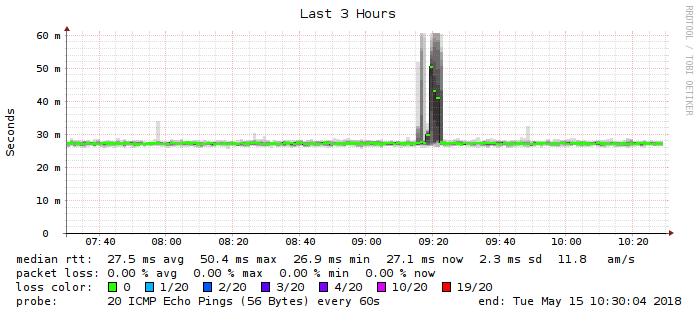 Last 3 Hours
RRDTOOL / TOBI OETIKER
Seconds
60 m
50 m
40 m
30 m
20 m
10 m
0
07:40 08:00 08:20 08:40 09:00 09:20 09:40 10:00 10:20
median rtt: 27.5 ms avg 50.4 ms max 26.9 ms min 27.1 ms now 2.3 ms sd 11.8 am/s
packet loss: 0.00 % avg 0.00 % max 0.00 % min 0.00 % now
loss color: 0 1/20 2/20 3/20 4/20 10/20 19/20
probe: 20 ICMP Echo Pings (56 Bytes) every 60s end: Tue May 15 10:30:04 2018